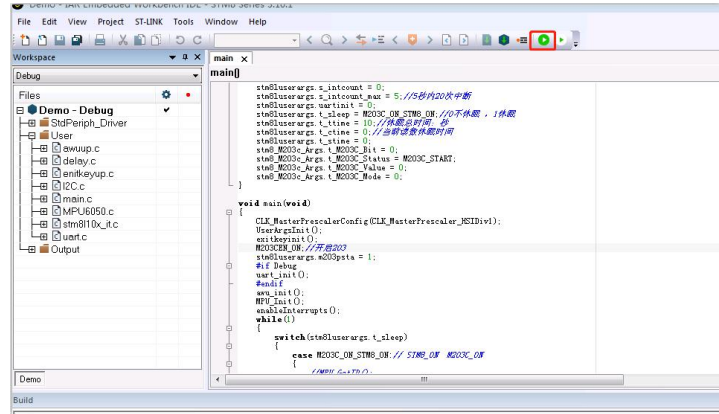 Demo - IAR Embedded Workbench IDE - STM8 Series 3.10.1
File Edit View Project ST-LINK Tools Window Help
Workspace
Debug
Files
Demo - Debug
StdPeriph_Driver
User
awuup.c
delay.c
enitkeyup.c
I2C.c
main.c
MPU6050.c
stm8l10x_it.c
uart.c
Output
Demo
main x
main()
stm8luserargs.s_intcount = 0;
stm8luserargs.s_intcount_max = 5;//5秒内20次中断
stm8luserargs.uartinit = 0;
stm8luserargs.t_sleep = M203C_ON_STM8_ON;//0不休眠 ，1休眠
stm8luserargs.t_ttime = 10;//休眠总时间 秒
stm8luserargs.t_ctime = 0;//当前读数休眠时间
stm8luserargs.t_stime = 0;
stm8_M203c_Args.t_M203C_Bit = 0;
stm8_M203c_Args.t_M203C_Status = M203C_START;
stm8_M203c_Args.t_M203C_Value = 0;
stm8_M203c_Args.t_M203C_Mode = 0;
}
void main(void)
{
CLK_MasterPrescalerConfig(CLK_MasterPrescaler_HSIDiv1);
UserArgsInit();
exitkeyinit();
M203CEN_ON;//开启203
stm8luserargs.m203psta = 1;
#if Debug
uart_init();
#endif
awu_init();
MPU_Init();
enableInterrupts();
while(1)
{
switch(stm8luserargs.t_sleep)
{
case M203C_ON_STM8_ON:// STM8_ON M203C_ON
{
//MPU_GetID();
Build